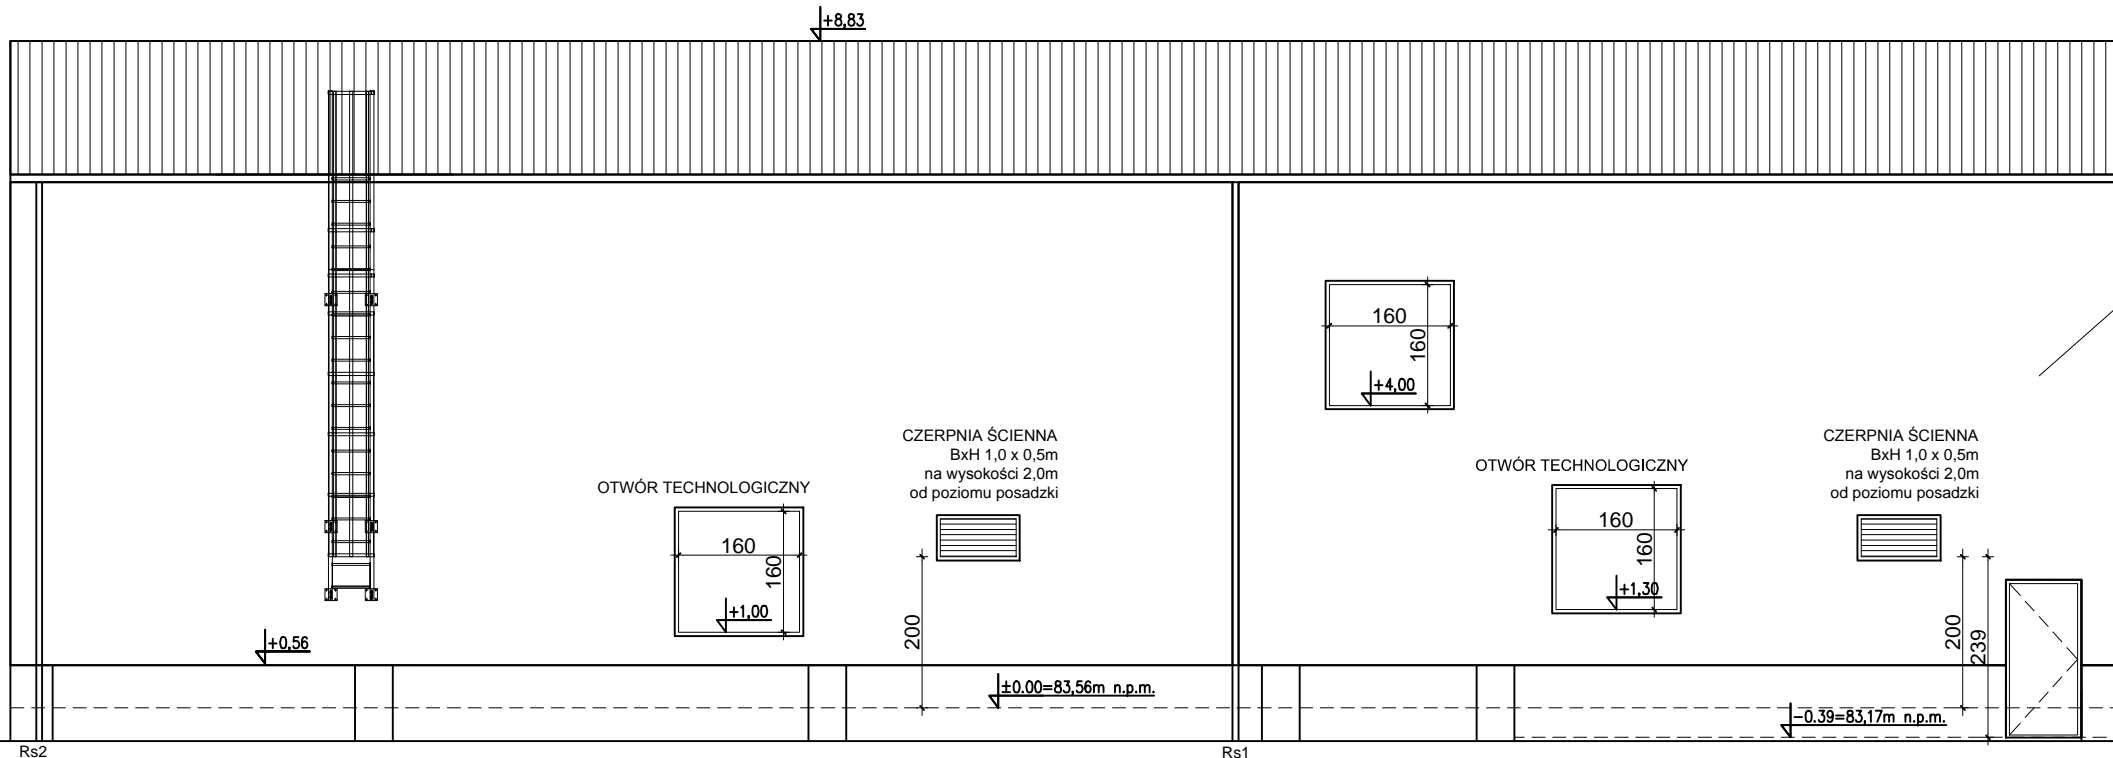 +8,83
160
160
+4,00
CZERPNIA ŚCIENNA
BxH 1,0 x 0,5m
na wysokości 2,0m
od poziomu posadzki
CZERPNIA ŚCIENNA
BxH 1,0 x 0,5m
na wysokości 2,0m
od poziomu posadzki
OTWÓR TECHNOLOGICZNY
OTWÓR TECHNOLOGICZNY
160
160
+1,00
160
160
+1,30
200
200
239
+0,56
±0.00=83,56m n.p.m.
-0.39=83,17m n.p.m.
Rs2
Rs1